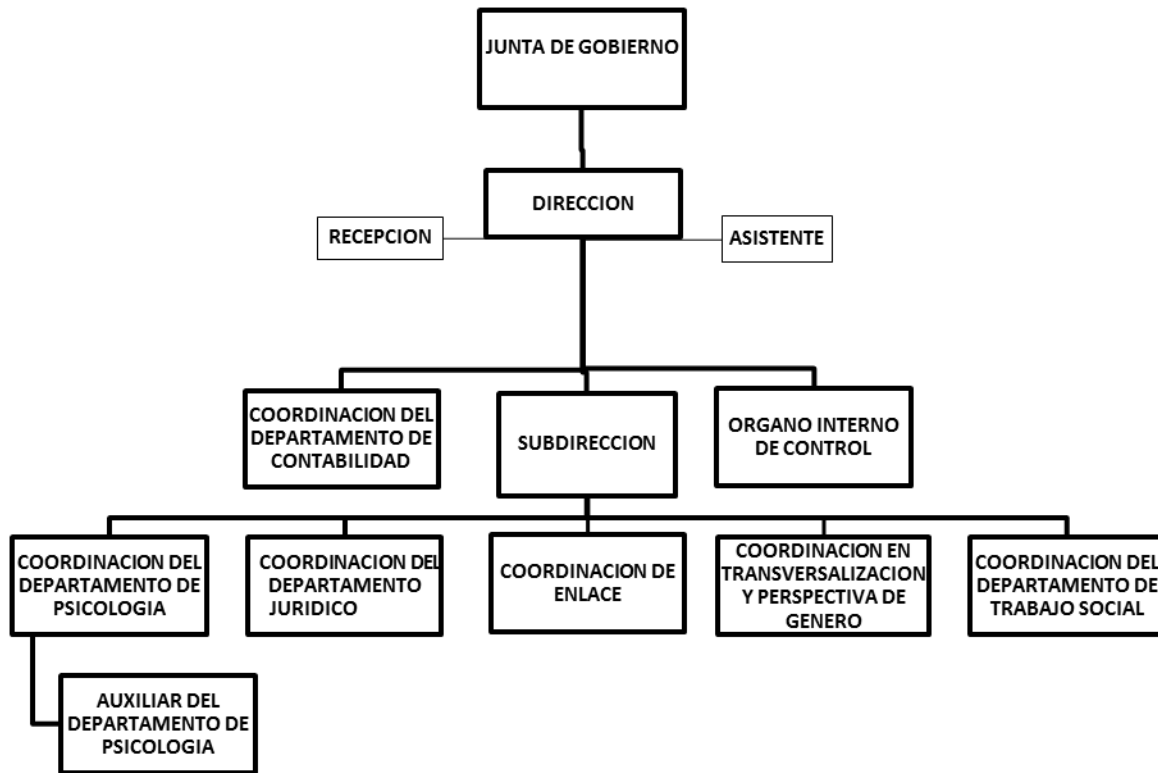 JUNTA DE GOBIERNO
DIRECCION
RECEPCION
ASISTENTE
COORDINACION DEL
DEPARTAMENTO DE
CONTABILIDAD
SUBDIRECCION
ORGANO INTERNO
DE CONTROL
COORDINACION DEL
DEPARTAMENTO DE
PSICOLOGIA
COORDINACION DEL
DEPARTAMENTO
JURIDICO
COORDINACION DE
ENLACE
COORDINACION EN
TRANSVERSALIZACION
Y PERSPECTIVA DE
GENERO
COORDINACION DEL
DEPARTAMENTO DE
TRABAJO SOCIAL
AUXILIAR DEL
DEPARTAMENTO DE
PSICOLOGIA